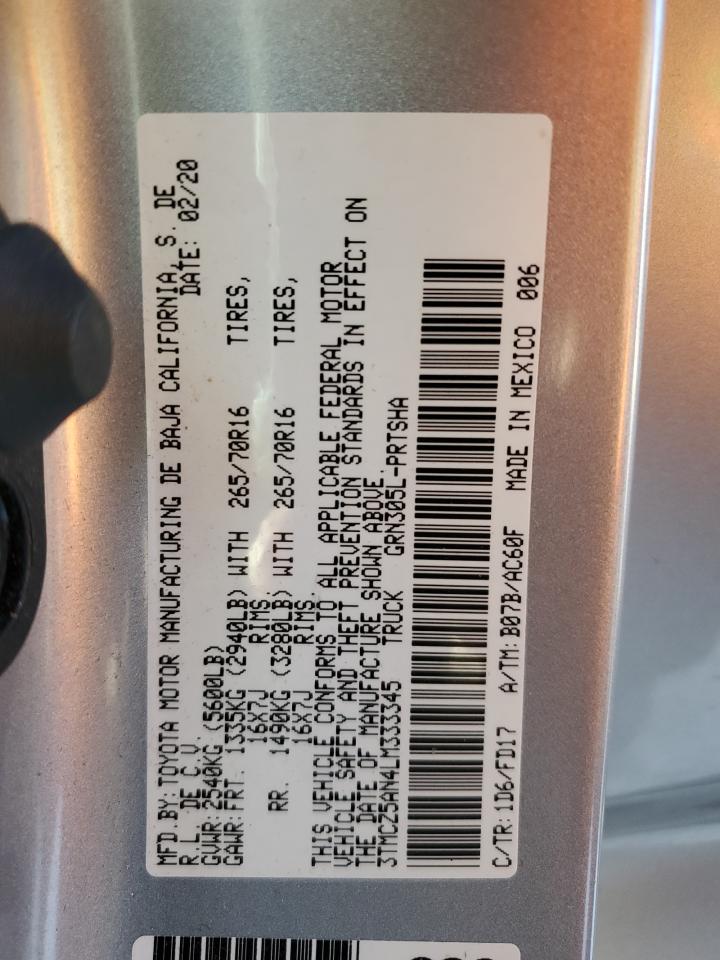 MFD.BY: TOYOTA MOTOR MANUFACTURING DE BAJA CALIFORNIA, S. DE
R.L. DE C.V. DATE: 02/20
GVWR: 2540KG (5600LB)
GAWR: FRT. 1335KG (2940LB) WITH 265/70R16 TIRES,
16X7J RIMS
RR. 1490KG (3280LB) WITH 265/70R16 TIRES,
16X7J RIMS.
THIS VEHICLE CONFORMS TO ALL APPLICABLE FEDERAL MOTOR
VEHICLE SAFETY AND THEFT PREVENTION STANDARDS IN EFFECT ON
THE DATE OF MANUFACTURE SHOWN ABOVE.
3TMCZ5AN4LM333345 TRUCK GRN305L-PRTSHA
C/TR: 1D6/FD17 A/TM: B07B/AC60F MADE IN MEXICO 006